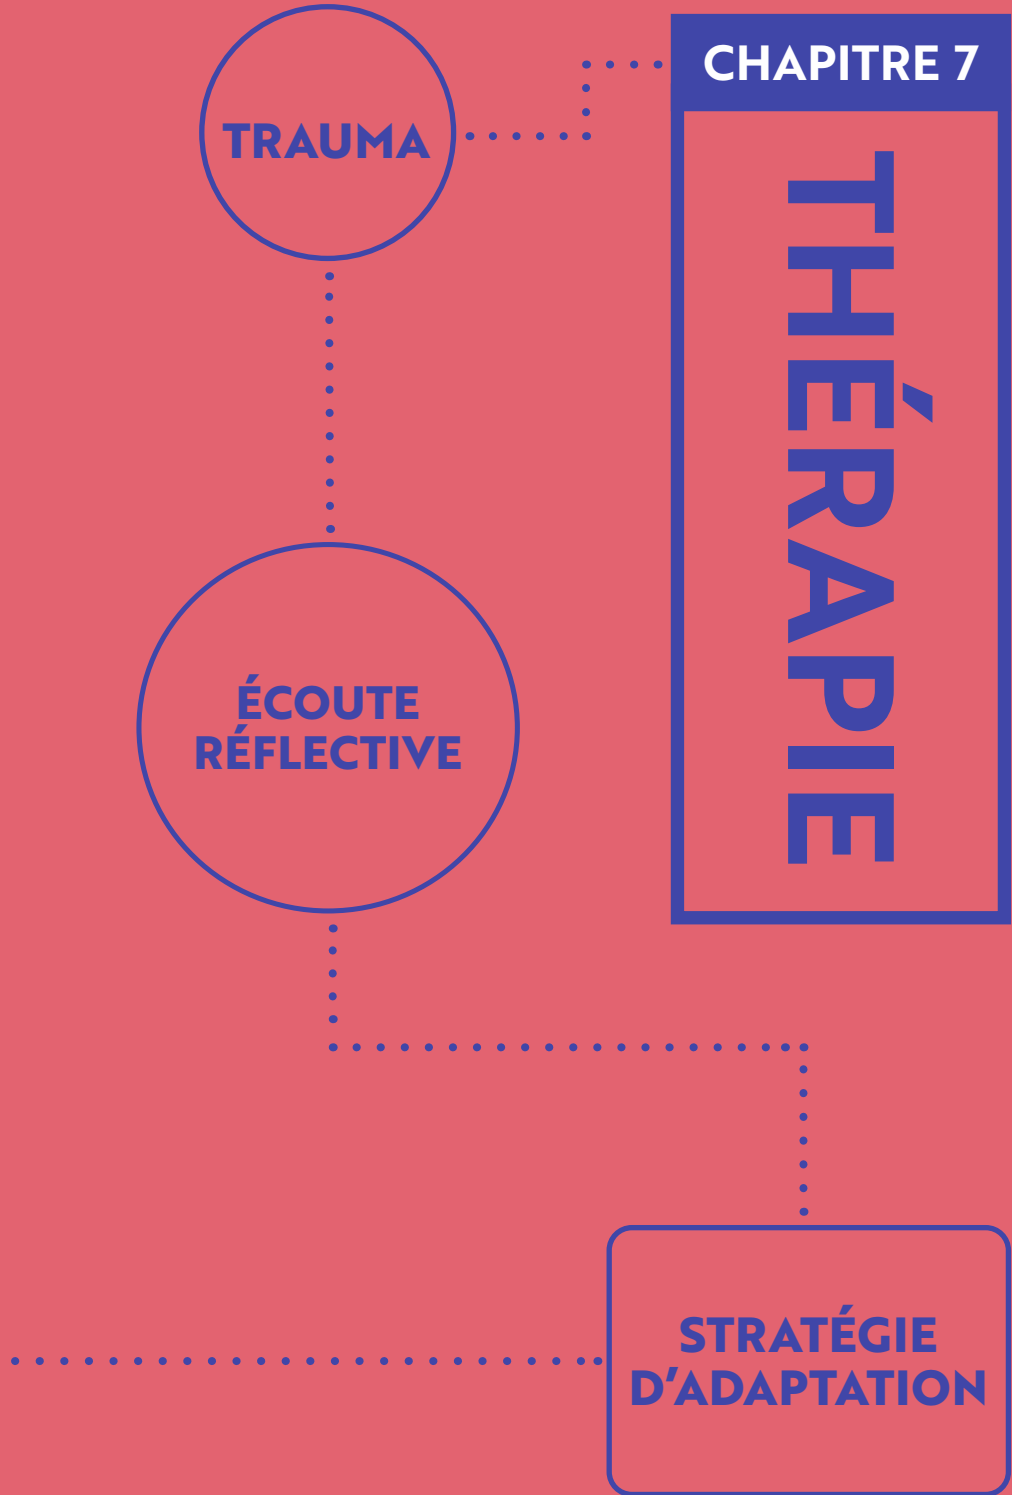 CHAPITRE 7
THÉRAPIE
TRAUMA
ÉCOUTE
RÉFLECTIVE
STRATÉGIE
D'ADAPTATION